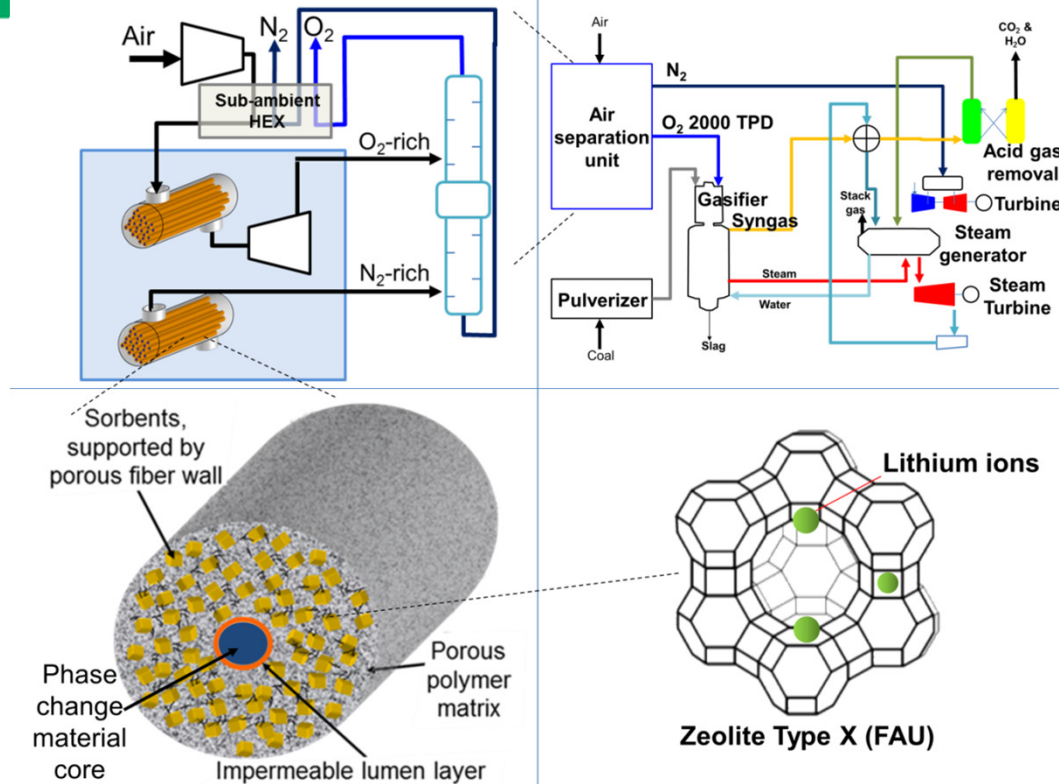 Air
N2
O2
Sub-ambient
HEX
O2-rich
N2-rich
Air
Air
separation
unit
N2
O2 2000 TPD
CO2 &
H2O
Acid gas
removal
Gasifier
Syngas
Stack
gas
Turbine
Steam
generator
Steam
Water
Steam
Turbine
Pulverizer
Coal
Slag
Sorbents,
supported by
porous fiber wall
Phase
change
material
core
Porous
polymer
matrix
Impermeable lumen layer
Lithium ions
Zeolite Type X (FAU)